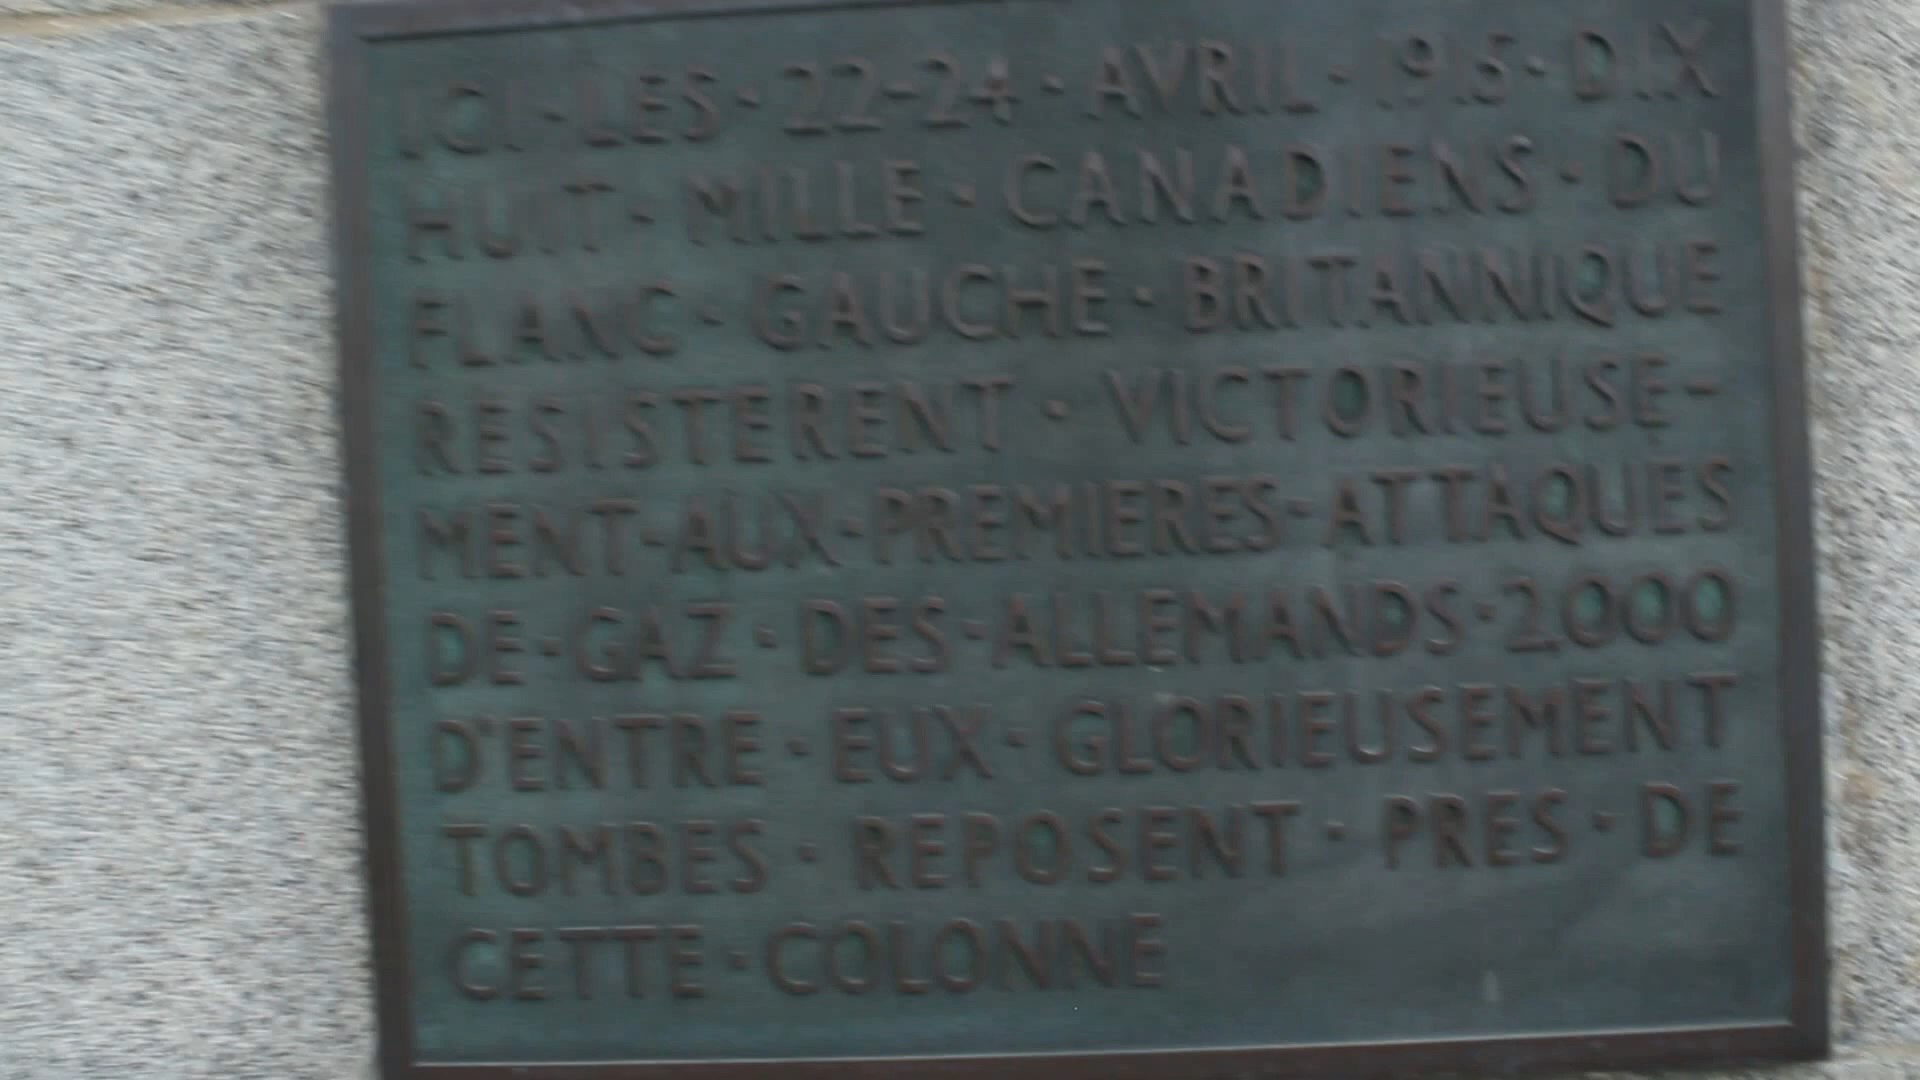 ICI·LES·22-24·AVRIL·1915·DIX
HUIT·MILLE·CANADIENS·DU
FLANC·GAUCHE·BRITANNIQUE
RESISTERENT·VICTORIEUSE-
MENT·AUX·PREMIERES·ATTAQUES
DE·GAZ·DES·ALLEMANDS·2,000
D'ENTRE·EUX·GLORIEUSEMENT
TOMBES·REPOSENT·PRES·DE
CETTE·COLONNE